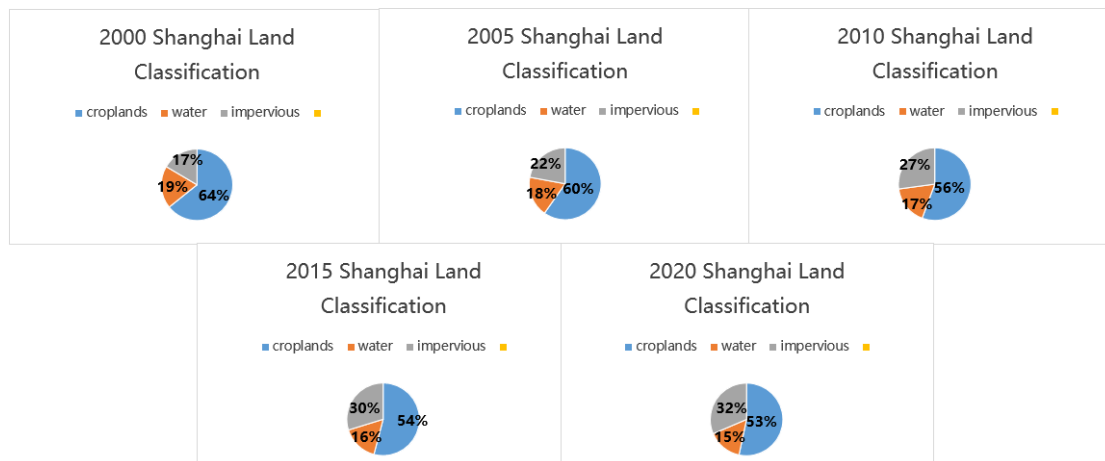 2000 Shanghai Land
Classification
croplands water impervious
17%
19%
64%
2005 Shanghai Land
Classification
croplands water impervious
22%
18%
60%
2010 Shanghai Land
Classification
croplands water impervious
27%
56%
17%
2015 Shanghai Land
Classification
croplands water impervious
30%
54%
16%
2020 Shanghai Land
Classification
croplands water impervious
32%
53%
15%